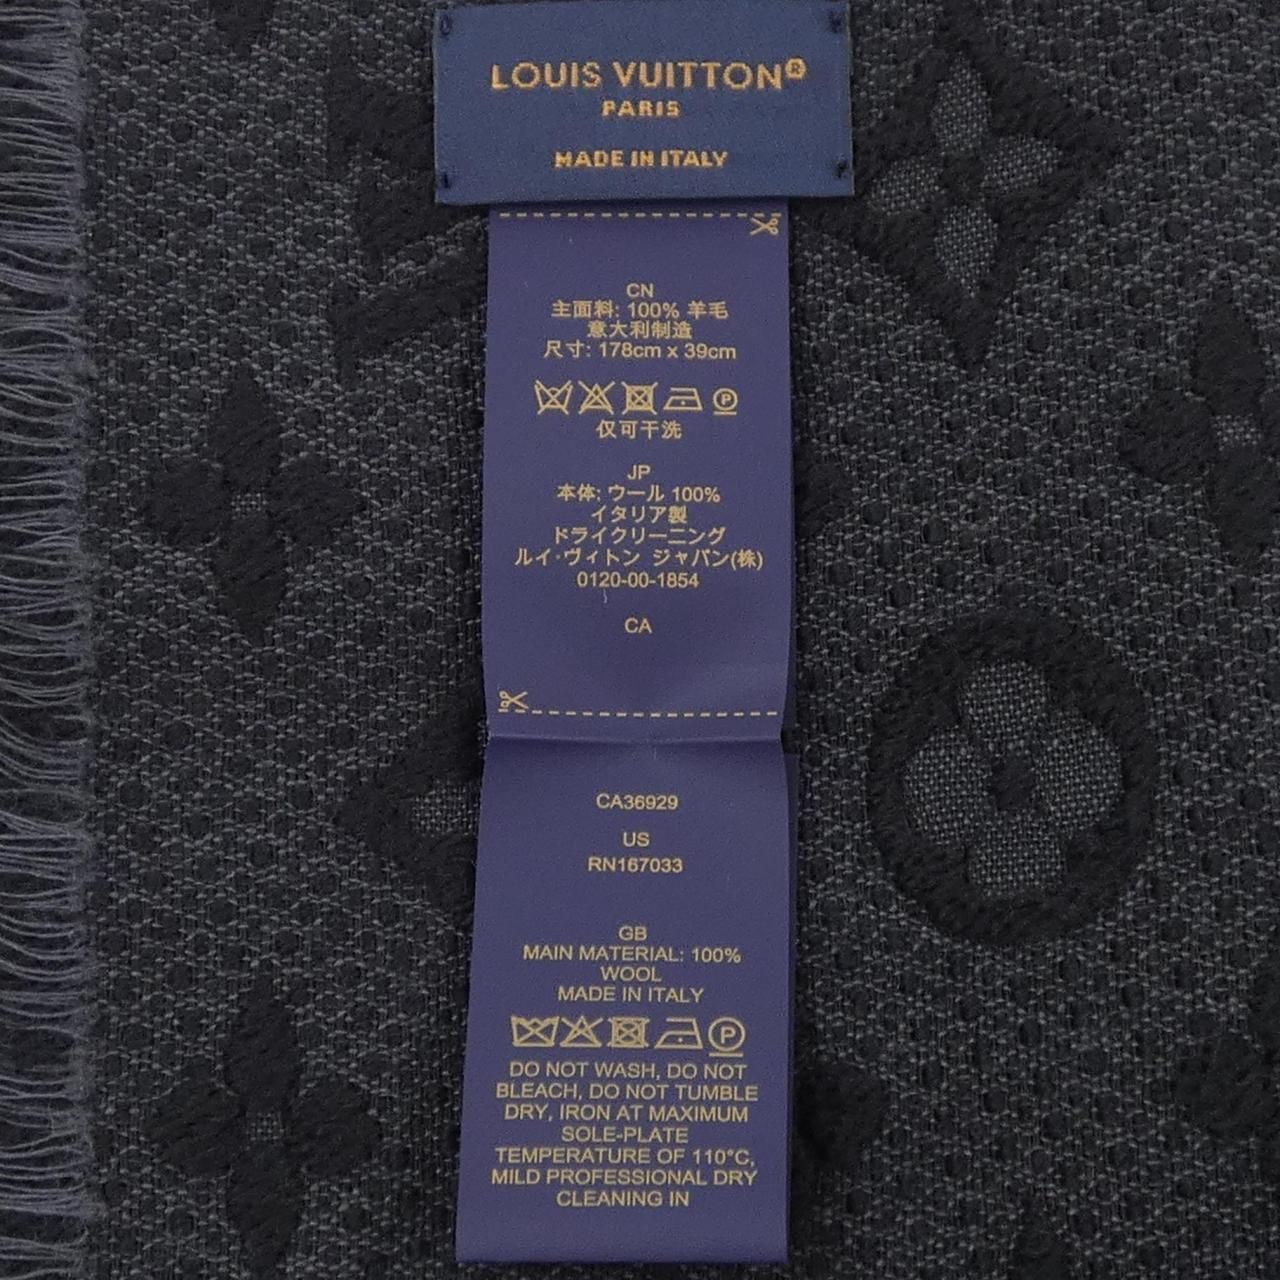 LOUIS VUITTON®
PARIS
MADE IN ITALY
CN
主面料: 100% 羊毛
意大利制造
尺寸: 178cm x 39cm
P
仅可干洗
JP
本体: ウール 100%
イタリア製
ドライクリーニング
ルイ·ヴィトン ジャパン(株)
0120-00-1854
CA
CA36929
US
RN167033
GB
MAIN MATERIAL: 100%
WOOL
MADE IN ITALY
P
DO NOT WASH, DO NOT
BLEACH, DO NOT TUMBLE
DRY, IRON AT MAXIMUM
SOLE-PLATE
TEMPERATURE OF 110°C,
MILD PROFESSIONAL DRY
CLEANING IN